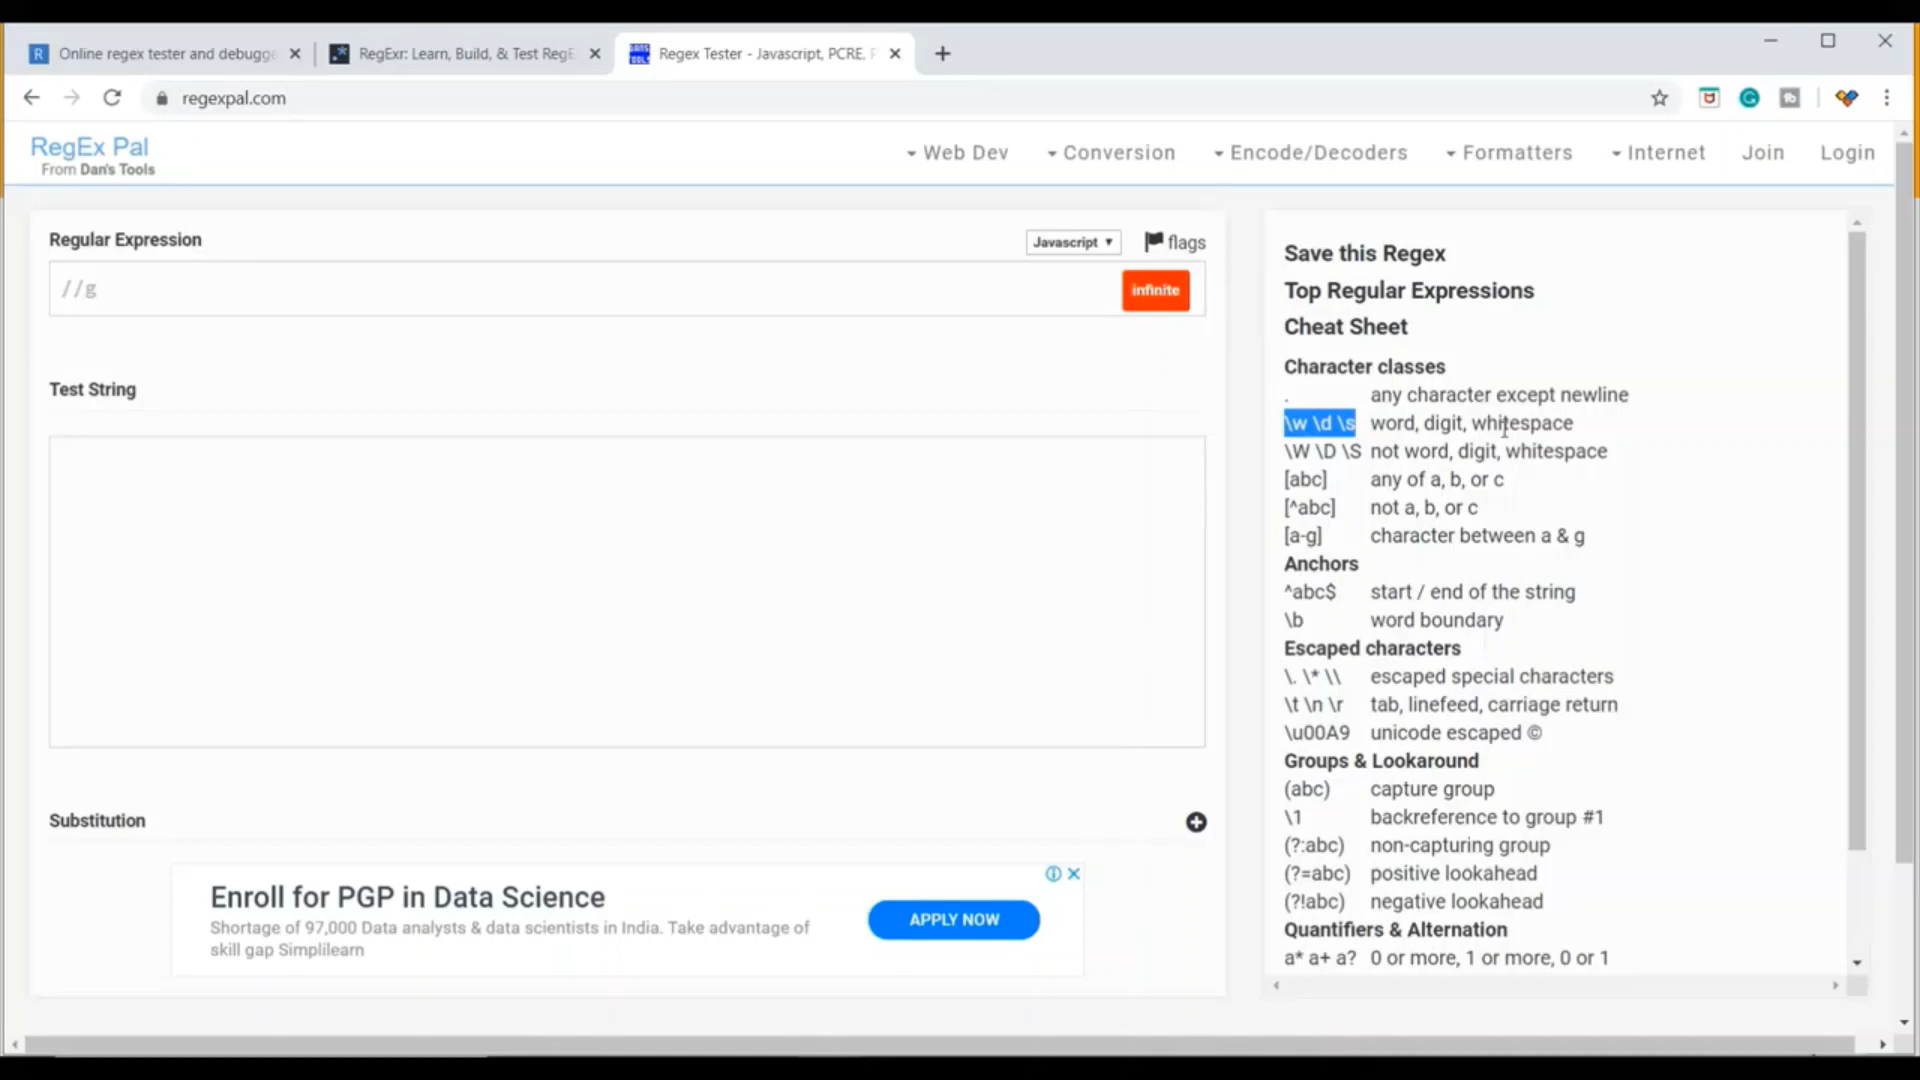 Online regex tester and debugge
RegExr: Learn, Build, & Test RegE
Regex Tester - Javascript, PCRE, P
regexpal.com
RegEx Pal
From Dan's Tools
Web Dev
Conversion
Encode/Decoders
Formatters
Internet
Join
Login
Regular Expression
Javascript
flags
//g
infinite
Test String
Substitution
Enroll for PGP in Data Science
Shortage of 97,000 Data analysts & data scientists in India. Take advantage of
skill gap Simplilearn
APPLY NOW
Save this Regex
Top Regular Expressions
Cheat Sheet
Character classes
. any character except newline
\w \d \s word, digit, whitespace
\W \D \S not word, digit, whitespace
[abc] any of a, b, or c
[^abc] not a, b, or c
[a-g] character between a & g
Anchors
^abc$ start / end of the string
\b word boundary
Escaped characters
\. \* \\ escaped special characters
\t \n \r tab, linefeed, carriage return
\u00A9 unicode escaped ©
Groups & Lookaround
(abc) capture group
\1 backreference to group #1
(?:abc) non-capturing group
(?=abc) positive lookahead
(?!abc) negative lookahead
Quantifiers & Alternation
a* a+ a? 0 or more, 1 or more, 0 or 1